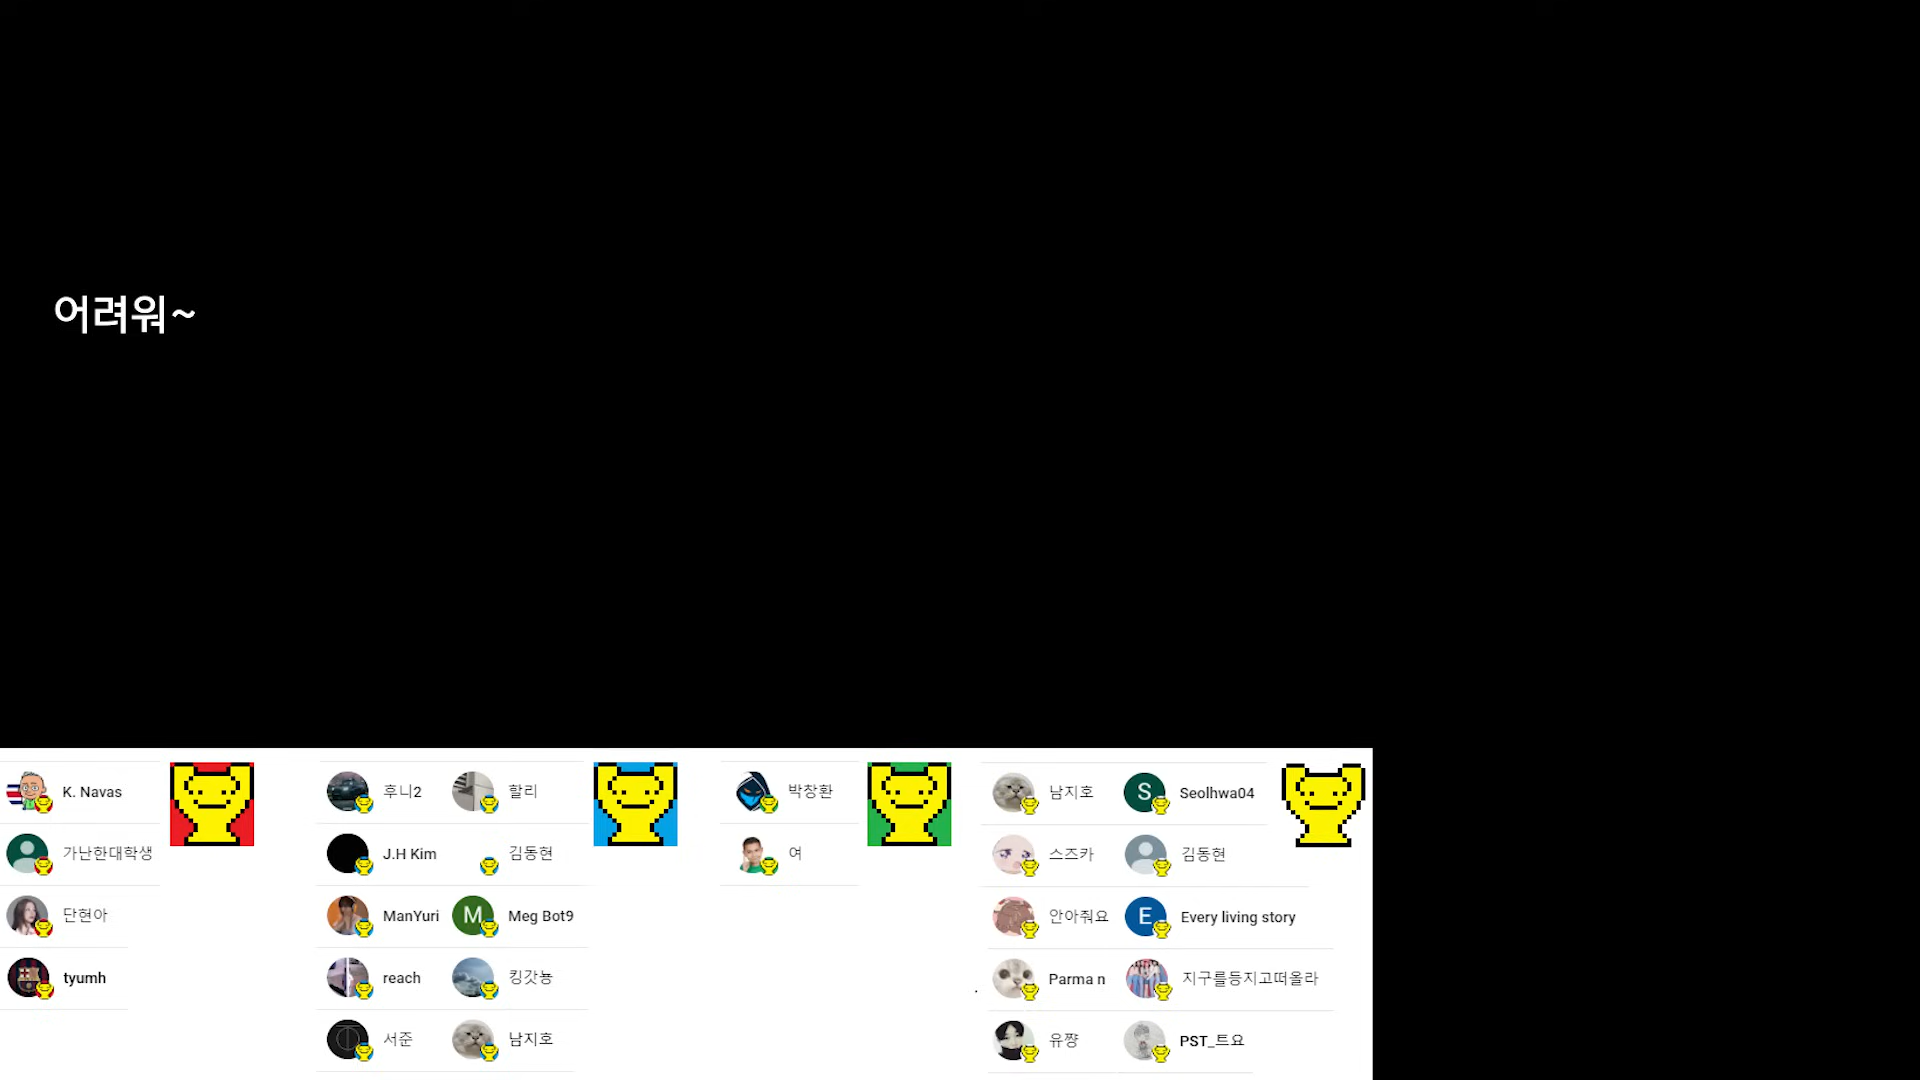 어려워~
K. Navas
가난한대학생
단현아
tyumh
후니2 할리
J.H Kim 김동현
ManYuri M Meg Bot9
reach 킹갓뇽
서준 남지호
박창환
여
남지호 S Seolhwa04
스즈카 김동현
안아줘요 E Every living story
Parma n 지구를등지고떠올라
유쨩 PST_트요